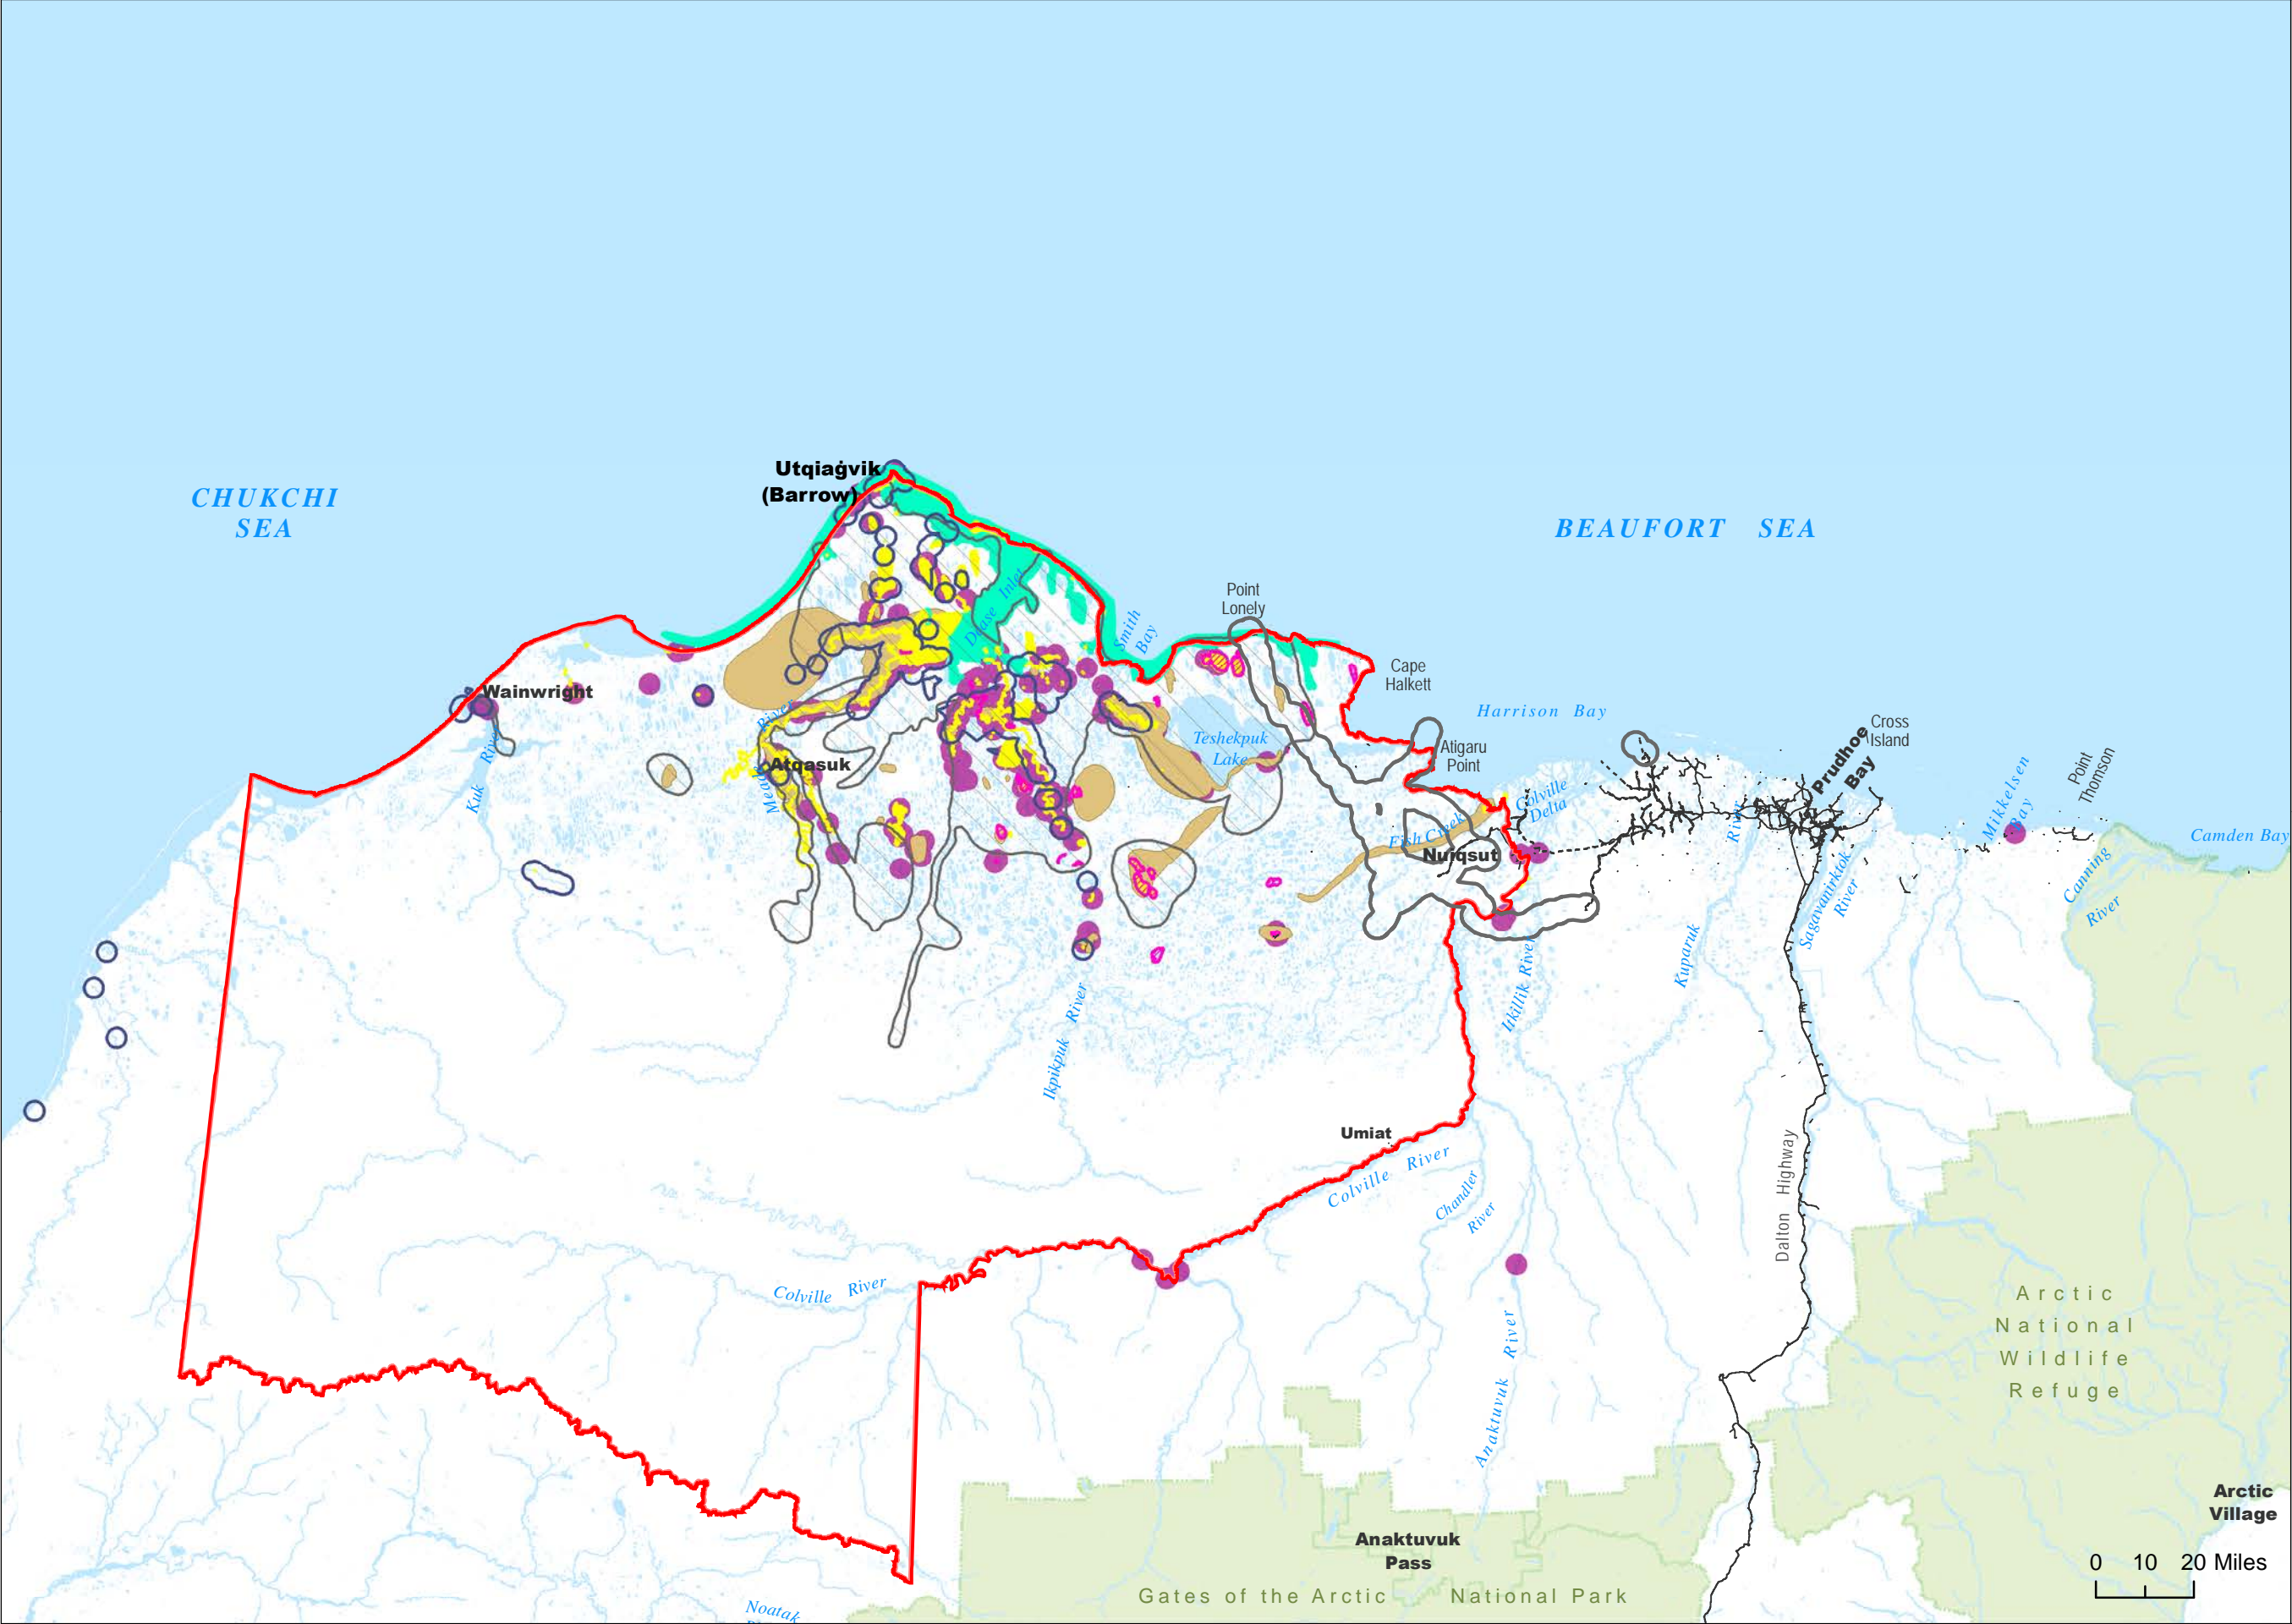 Utqiaġvik
(Barrow)
CHUKCHI
SEA
BEAUFORT SEA
Dease Inlet
Point
Lonely
Smith
Bay
Cape
Halkett
Wainwright
Kuk
River
Harrison Bay
River
Meade
Atqasuk
Teshekpuk
Lake
Atigaru
Point
Cross
Island
Prudhoe
Bay
Mikkelsen
Bay
Point
Thomson
Colville
Delta
Fish Creek
Nuiqsut
River
Camden Bay
Canning
River
Sagavanirktok
River
Kuparuk
Itkillik River
Ikpikpuk River
Umiat
Colville River
Chandler
River
Dalton Highway
Colville River
Anaktuvuk River
Arctic
National
Wildlife
Refuge
Arctic
Village
Anaktuvuk
Pass
0 10 20 Miles
Gates of the Arctic National Park
Noatak